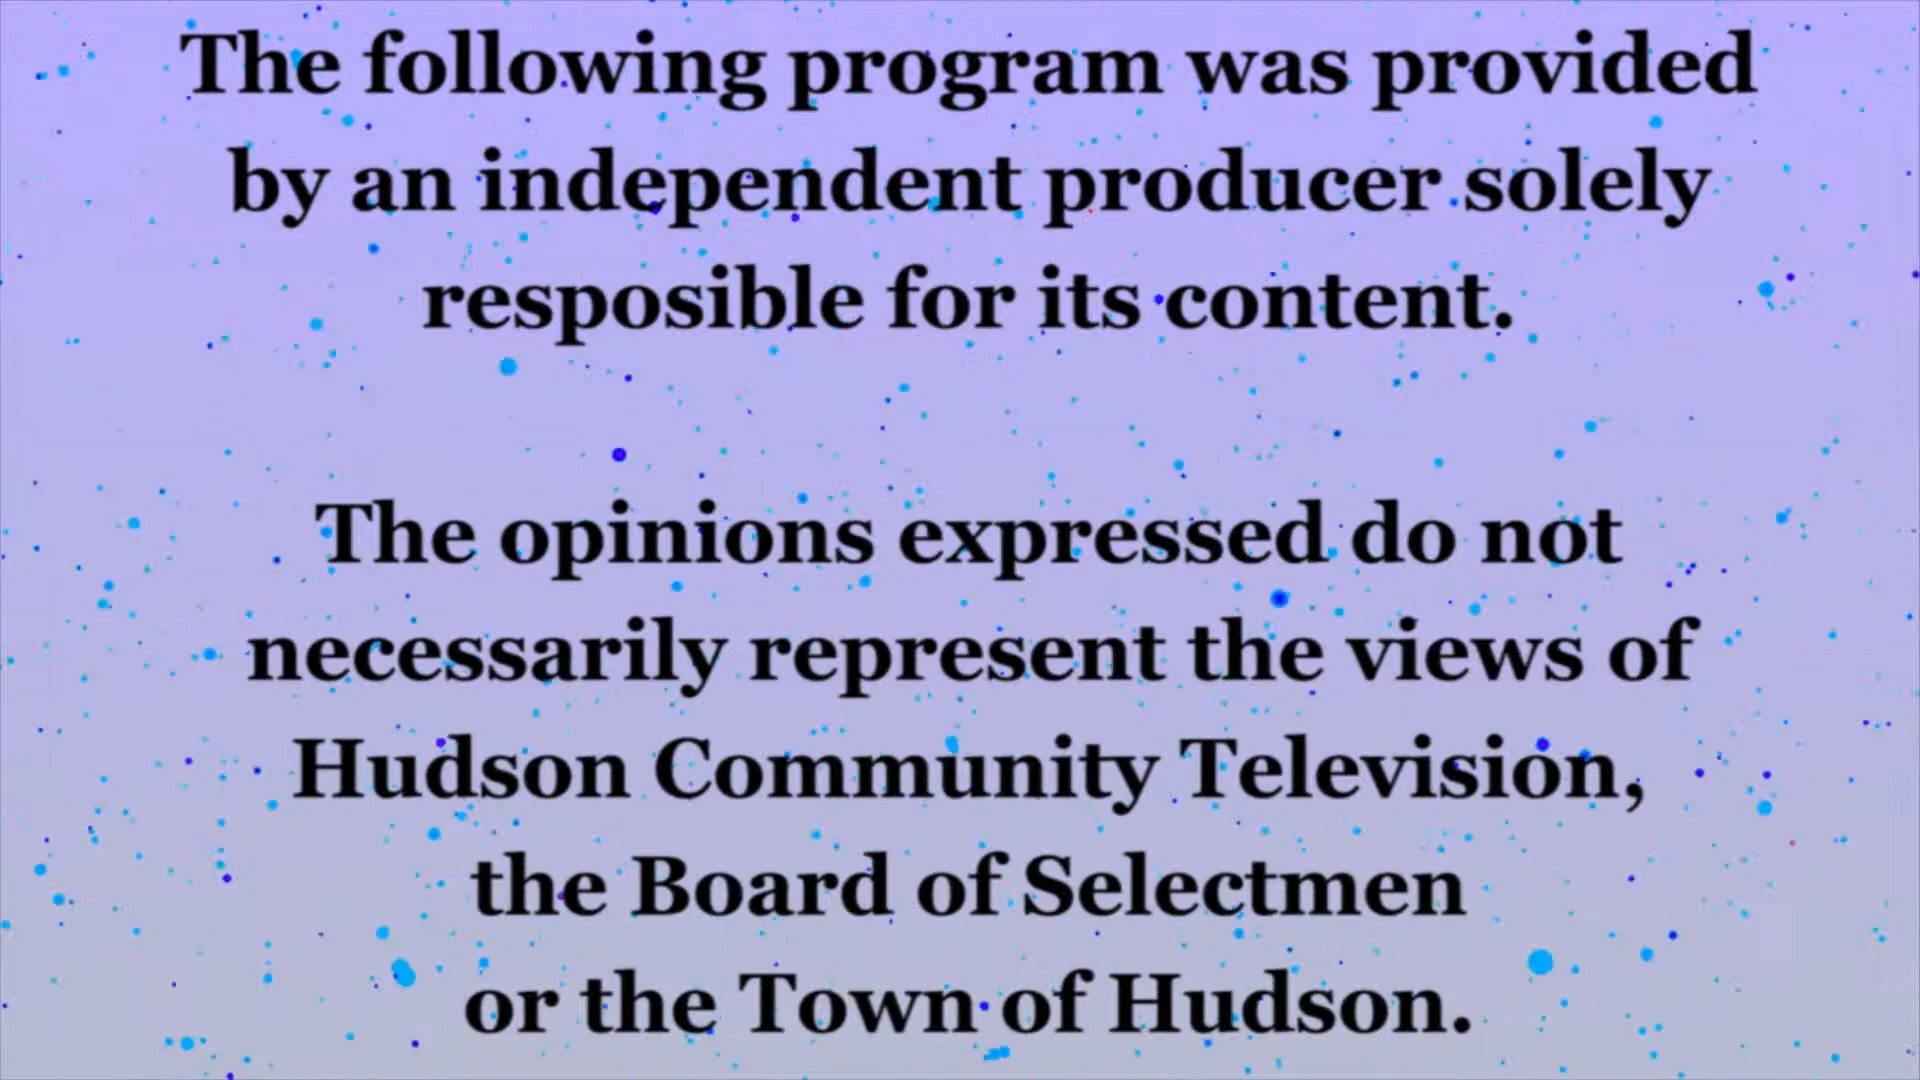 The following program was provided
by an independent producer solely
resposible for its content.
The opinions expressed do not
necessarily represent the views of
Hudson Community Television,
the Board of Selectmen
or the Town of Hudson.